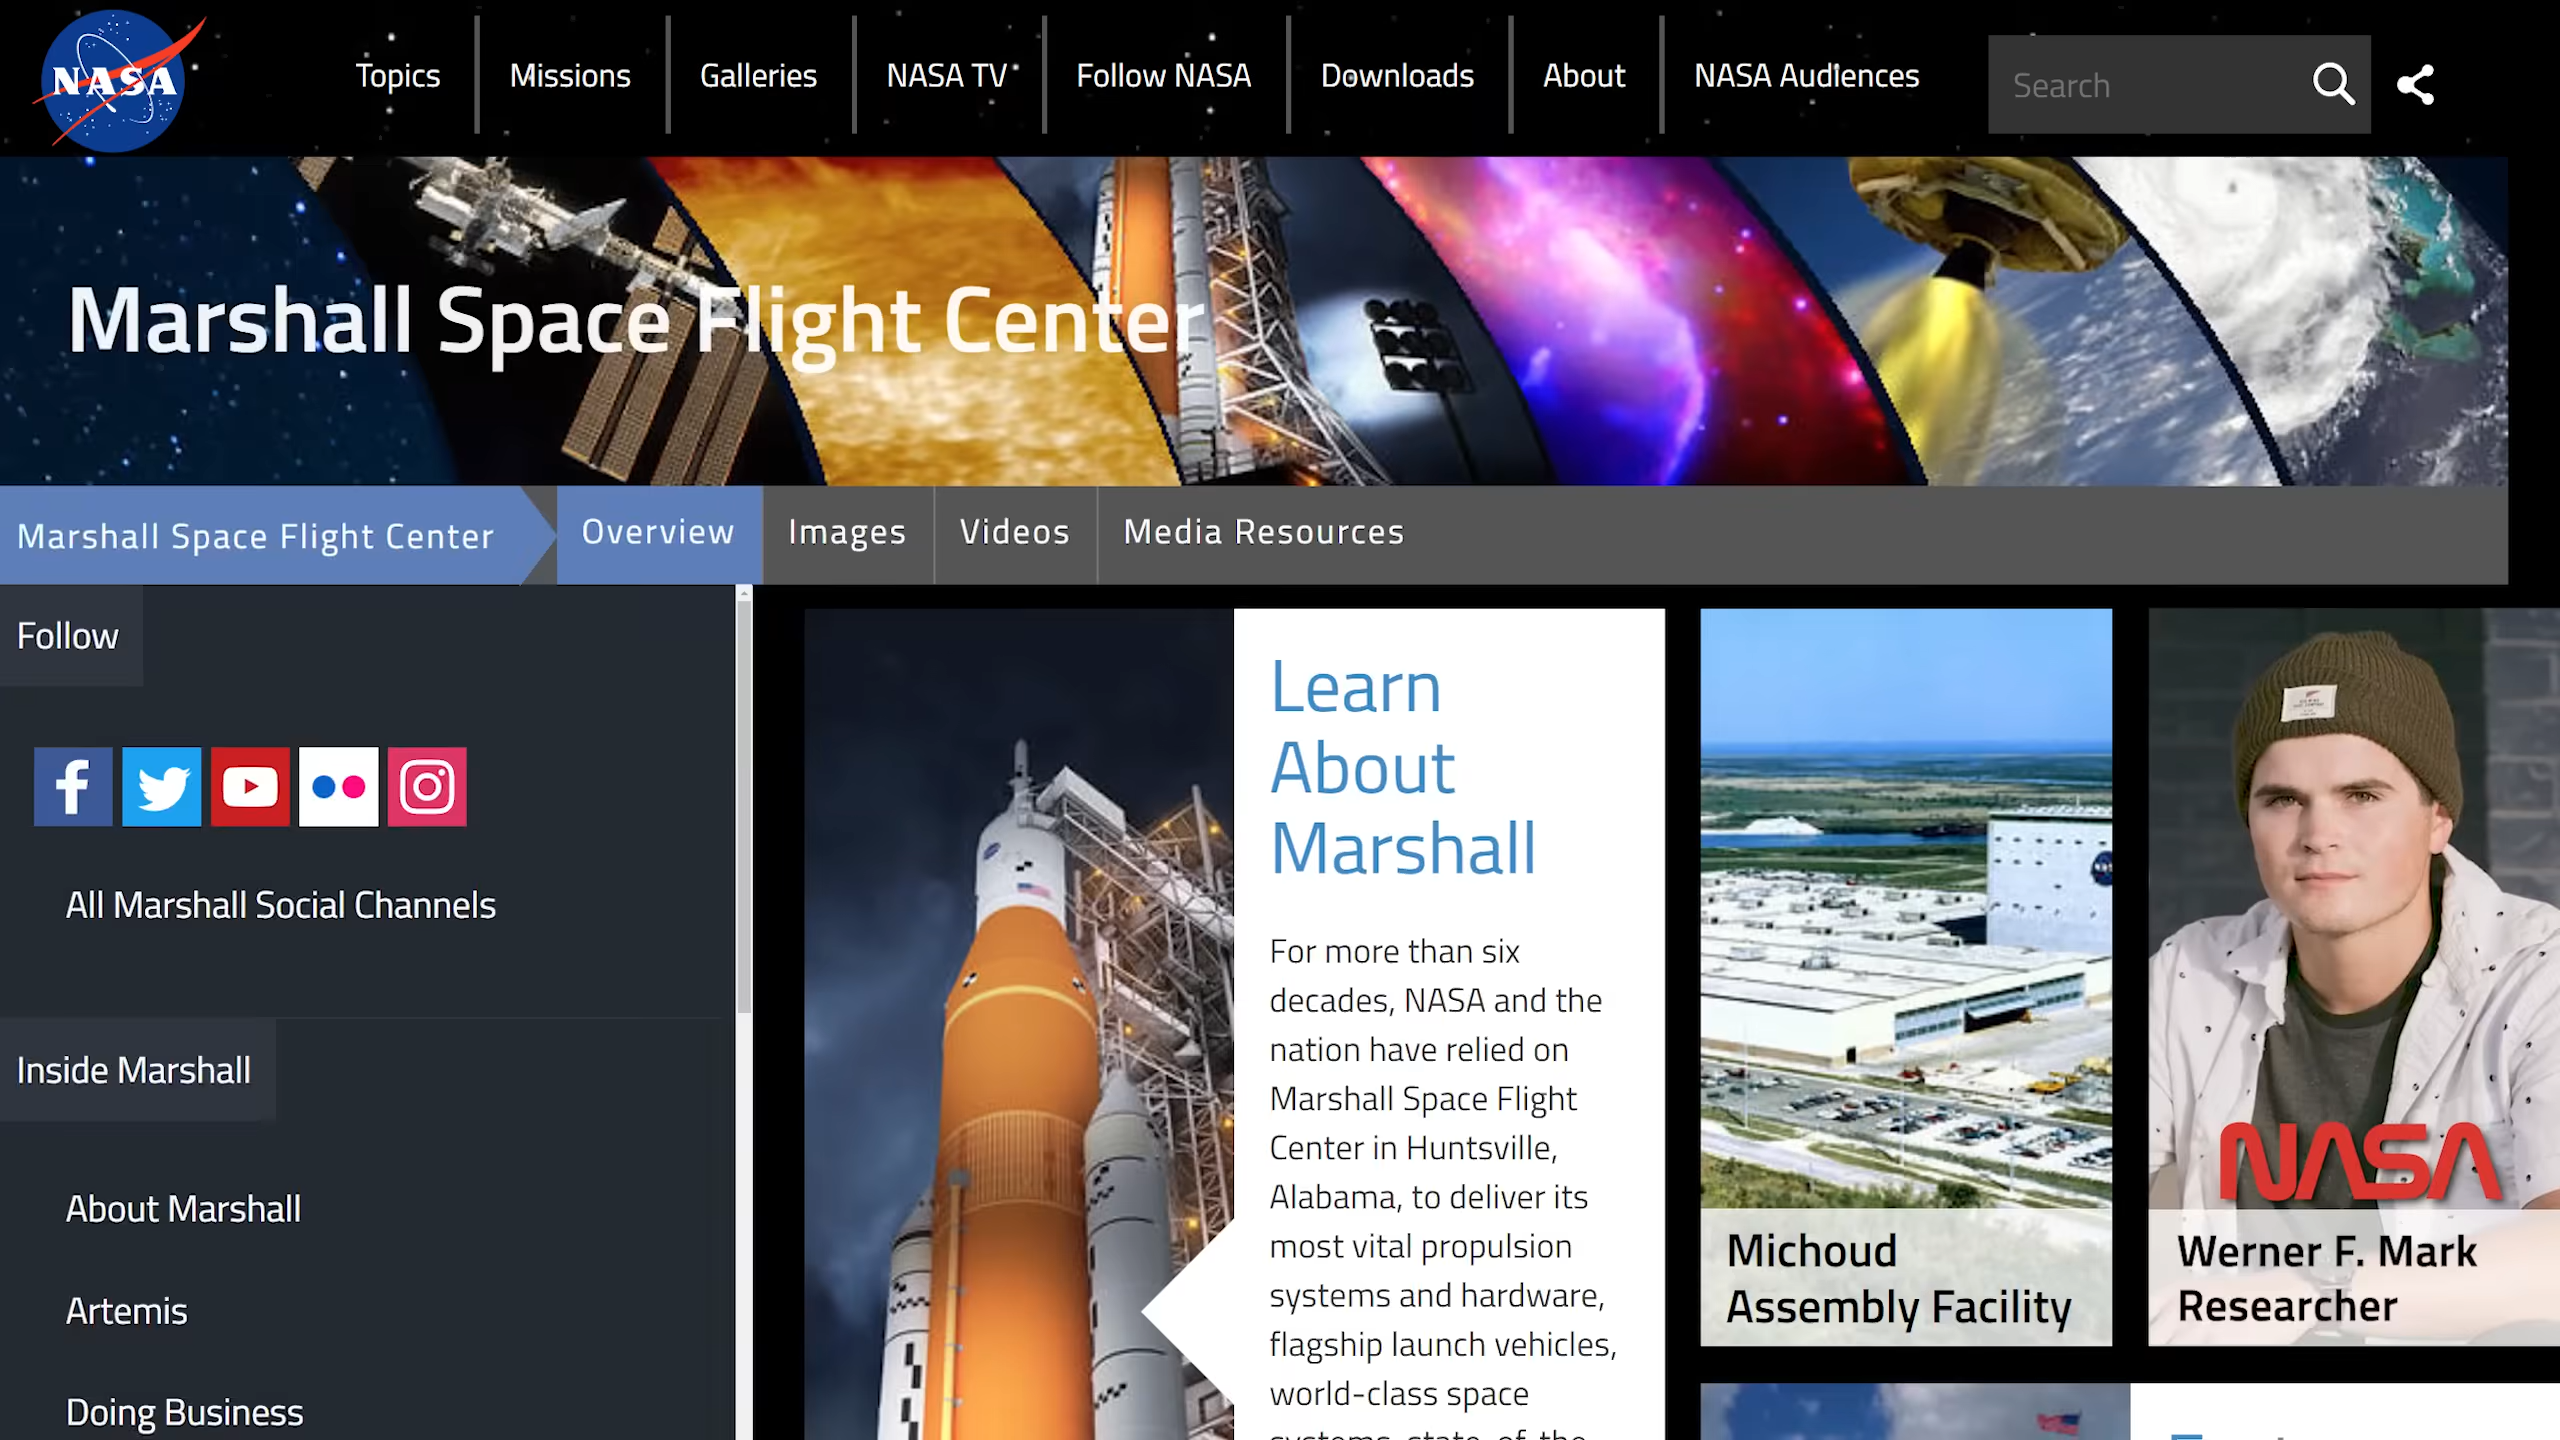 NASA
Topics
Missions
Galleries
NASA TV
Follow NASA
Downloads
About
NASA Audiences
Search
Marshall Space Flight Center
Marshall Space Flight Center
Overview
Images
Videos
Media Resources
Follow
All Marshall Social Channels
Inside Marshall
About Marshall
Artemis
Doing Business
Learn
About
Marshall
For more than six
decades, NASA and the
nation have relied on
Marshall Space Flight
Center in Huntsville,
Alabama, to deliver its
most vital propulsion
systems and hardware,
flagship launch vehicles,
world-class space
Michoud
Assembly Facility
NASA
Werner F. Mark
Researcher